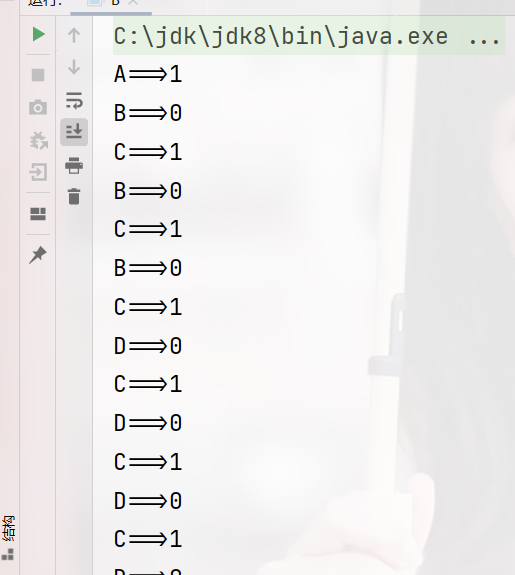 运行:
B
C:\jdk\jdk8\bin\java.exe ...
A==>1
B==>0
C==>1
B==>0
C==>1
B==>0
C==>1
D==>0
C==>1
D==>0
C==>1
D==>0
C==>1
结构